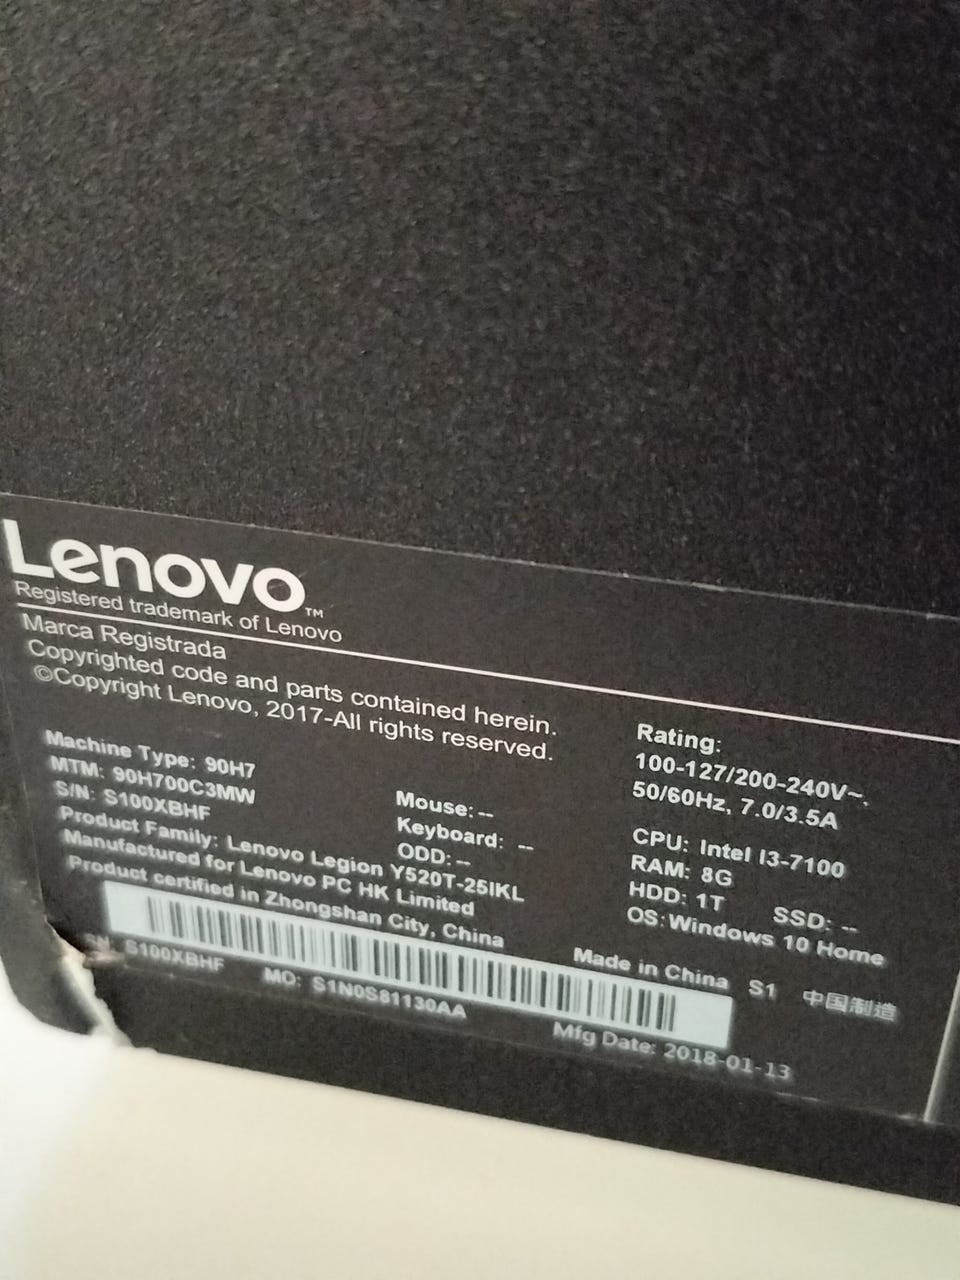 Lenovo™
Registered trademark of Lenovo
Marca Registrada
Copyrighted code and parts contained herein.
©Copyright Lenovo, 2017-All rights reserved.
Machine Type: 90H7
MTM: 90H700C3MW
S/N: S100XBHF
Product Family: Lenovo Legion Y520T-25IKL
Manufactured for Lenovo PC HK Limited
Product certified in Zhongshan City, China
Mouse: --
Keyboard: --
ODD: --
Rating:
100-127/200-240V~,
50/60Hz, 7.0/3.5A
CPU: Intel I3-7100
RAM: 8G
HDD: 1T SSD: --
OS:Windows 10 Home
Made in China S1 中国制造
SN: S100XBHF MO: S1N0S81130AA
Mfg Date: 2018-01-13